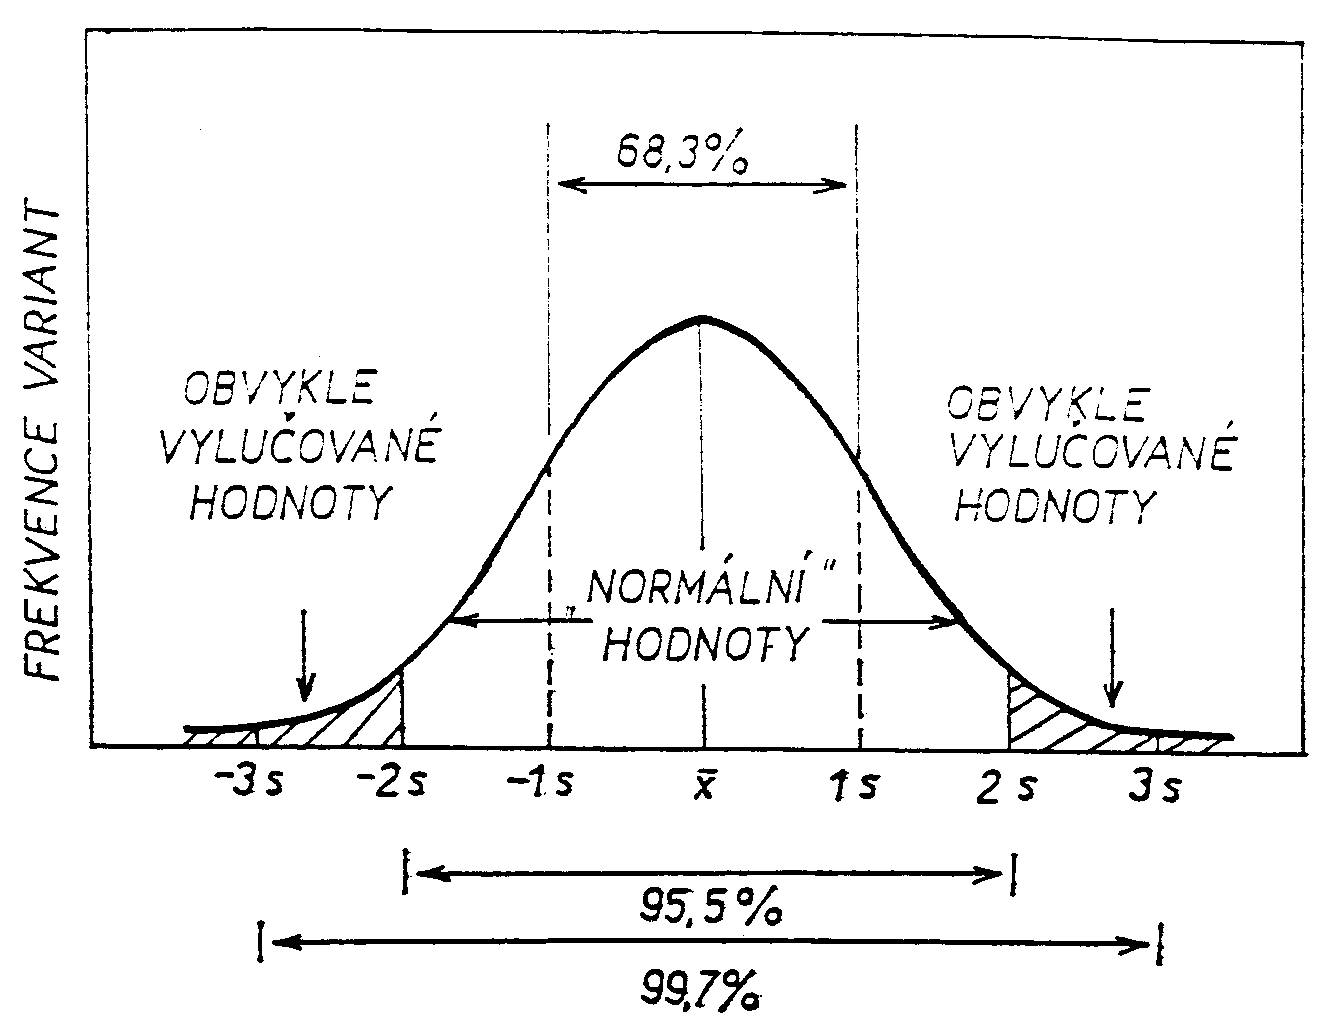 68,3%
FREKVENCE VARIANT
OBVYKLE
VYLUČOVANÉ
HODNOTY
OBVYKLE
VYLUČOVANÉ
HODNOTY
„NORMÁLNÍ“
HODNOTY
-3s -2s -1s x̄ 1s 2s 3s
95,5%
99,7%